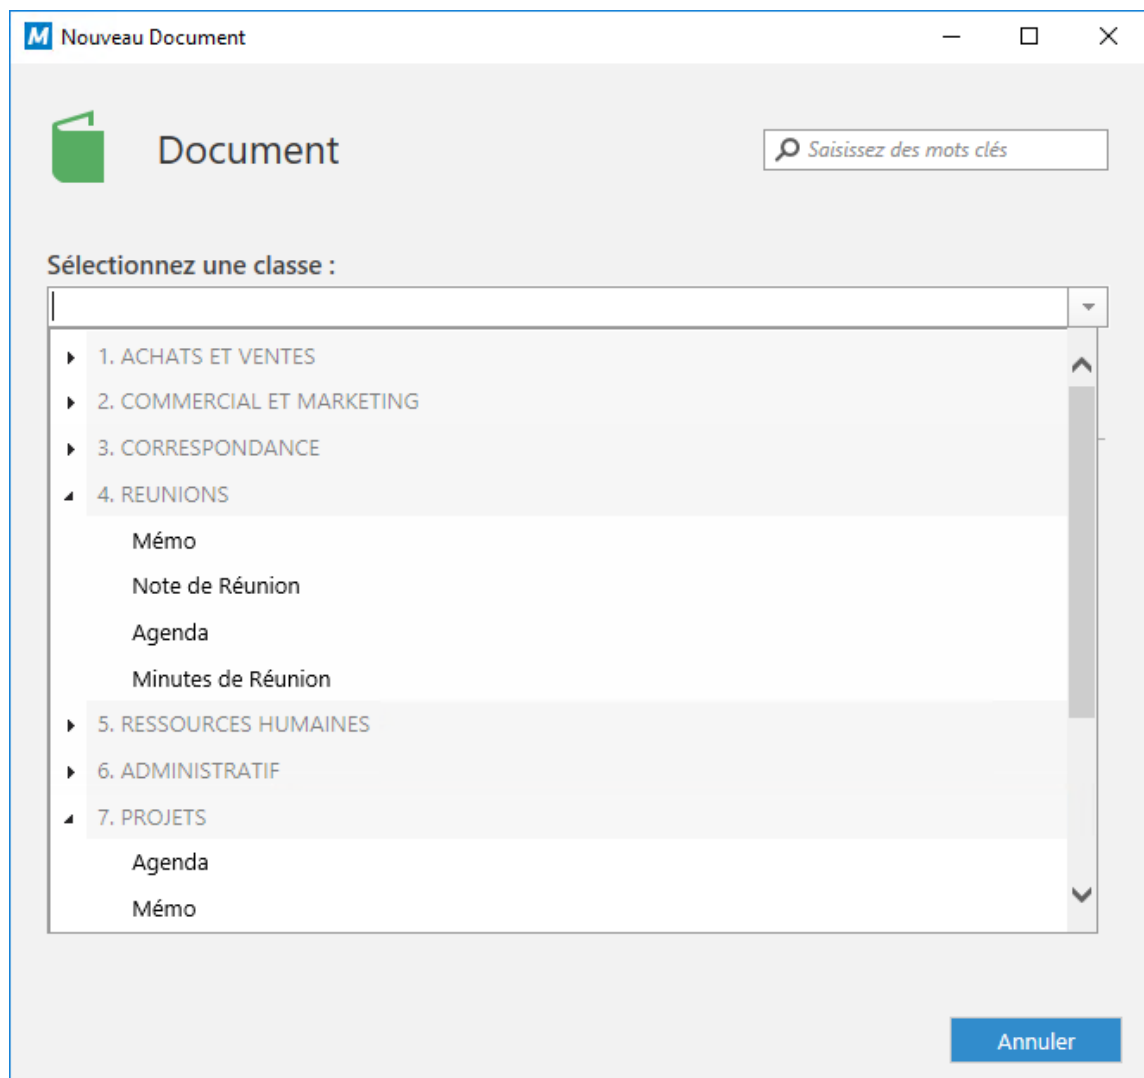 M Nouveau Document
Document
Saisissez des mots clés
Sélectionnez une classe :
1. ACHATS ET VENTES
2. COMMERCIAL ET MARKETING
3. CORRESPONDANCE
4. REUNIONS
Mémo
Note de Réunion
Agenda
Minutes de Réunion
5. RESSOURCES HUMAINES
6. ADMINISTRATIF
7. PROJETS
Agenda
Mémo
Annuler